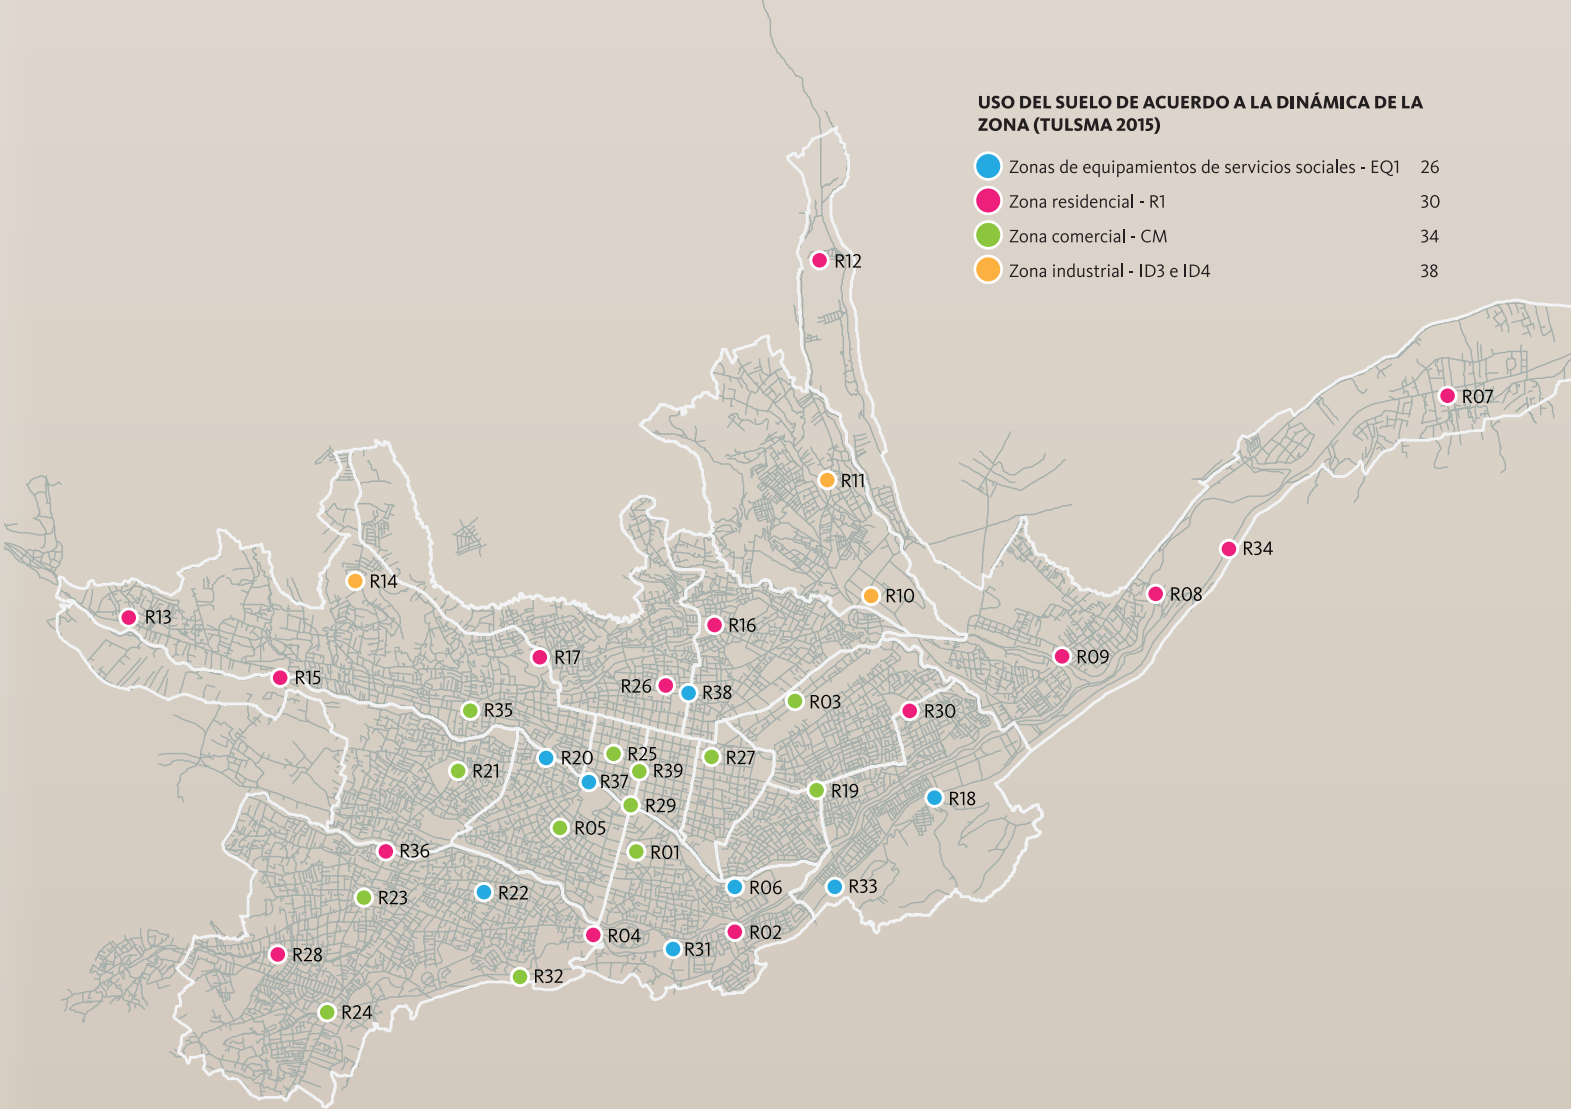 USO DEL SUELO DE ACUERDO A LA DINÁMICA DE LA
ZONA (TULSMA 2015)
Zonas de equipamientos de servicios sociales - EQ1 26
Zona residencial - R1 30
Zona comercial - CM 34
Zona industrial - ID3 e ID4 38
R12
R07
R11
R34
R14
R10
R08
R13
R16
R17
R09
R15
R26
R38
R03
R35
R30
R25
R20
R27
R21
R39
R37
R19
R18
R29
R05
R36
R01
R06
R33
R22
R23
R02
R04
R31
R28
R32
R24